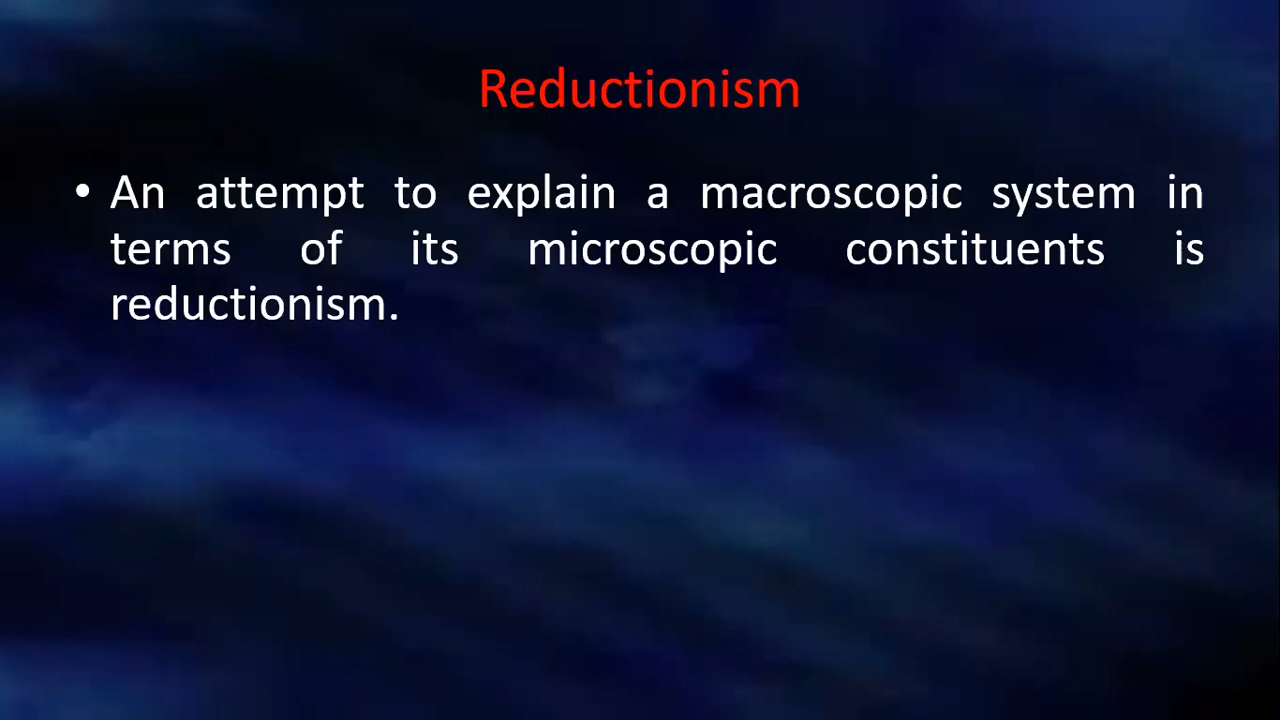 Reductionism
• An attempt to explain a macroscopic system in
terms of its microscopic constituents is
reductionism.